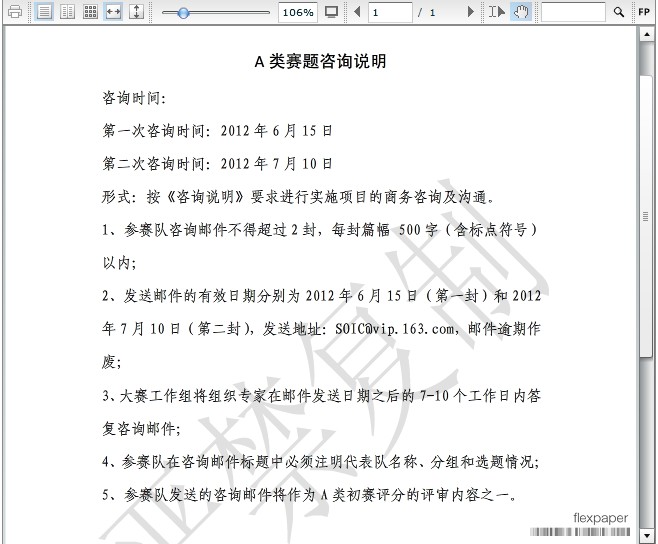 106%
1 / 1
FP
A 类赛题咨询说明
咨询时间：
第一次咨询时间：2012 年 6 月 15 日
第二次咨询时间：2012 年 7 月 10 日
形式：按《咨询说明》要求进行实施项目的商务咨询及沟通。
1、参赛队咨询邮件不得超过 2 封，每封篇幅 500 字（含标点符号）
以内；
2、发送邮件的有效日期分别为 2012 年 6 月 15 日（第一封）和 2012
年 7 月 10 日（第二封），发送地址：SOIC@vip.163.com，邮件逾期作
废；
3、大赛工作组将组织专家在邮件发送日期之后的 7-10 个工作日内答
复咨询邮件；
4、参赛队在咨询邮件标题中必须注明代表队名称、分组和选题情况；
5、参赛队发送的咨询邮件将作为 A 类初赛评分的评审内容之一。
严禁复制
flexpaper